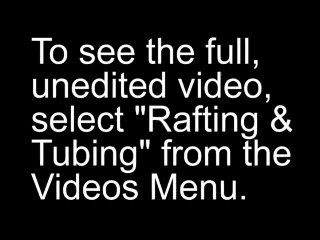 To see the full,
unedited video,
select "Rafting &
Tubing" from the
Videos Menu.